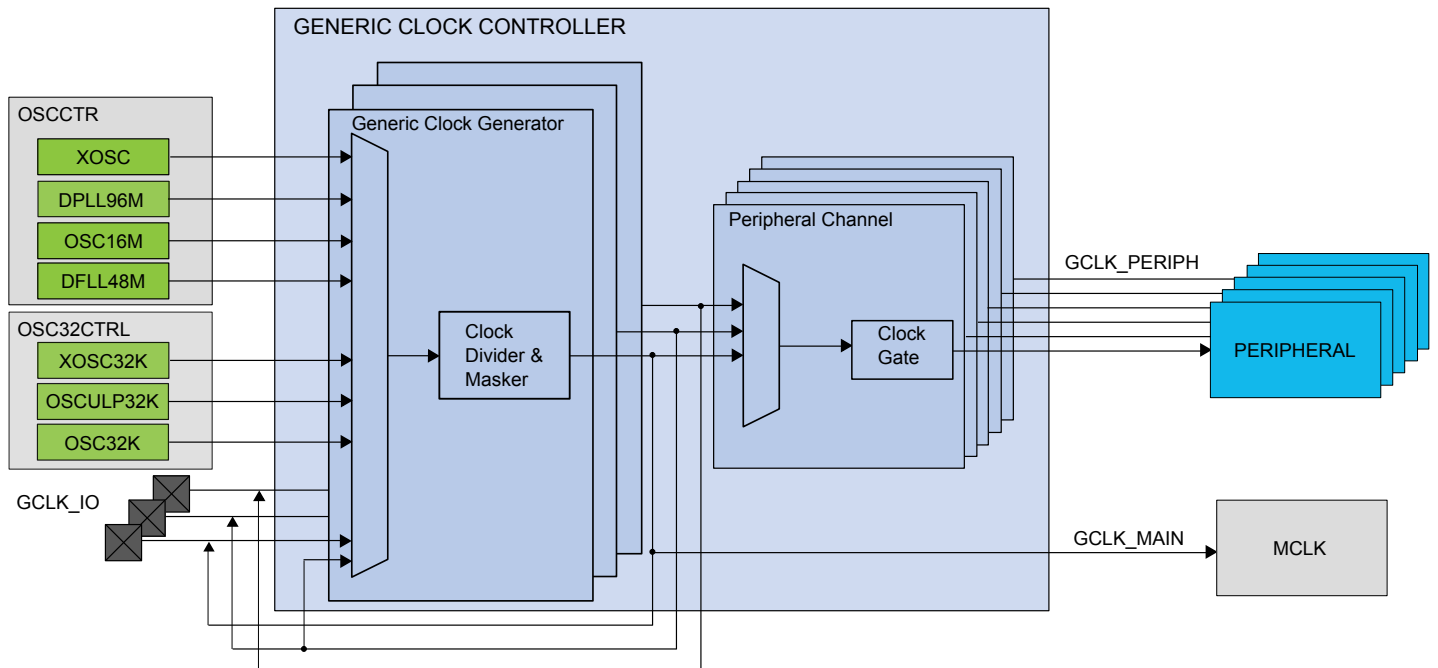 GENERIC CLOCK CONTROLLER
OSCCTR
XOSC
DPLL96M
OSC16M
DFLL48M
OSC32CTRL
XOSC32K
OSCULP32K
OSC32K
GCLK_IO
Generic Clock Generator
Clock
Divider &
Masker
Peripheral Channel
Clock
Gate
GCLK_PERIPH
PERIPHERAL
GCLK_MAIN
MCLK